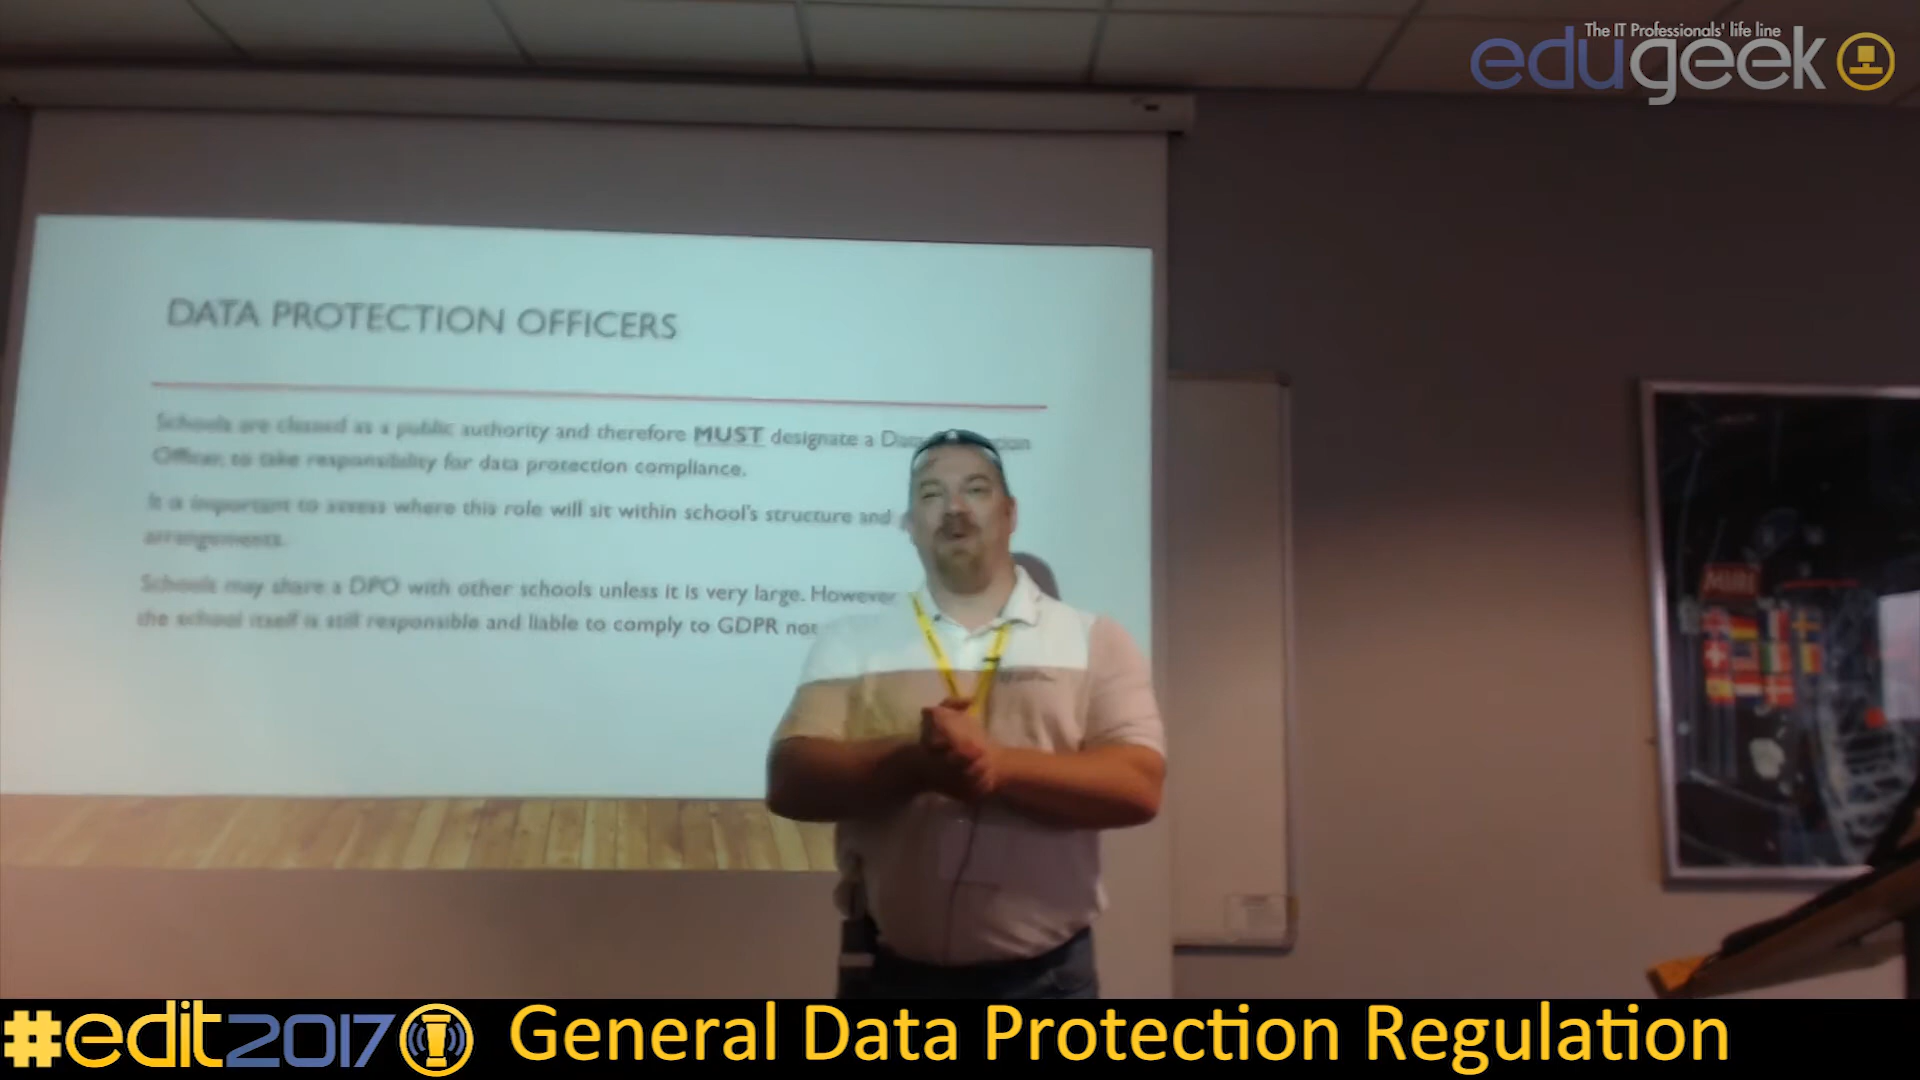 The IT Professionals' life line
edugeek
DATA PROTECTION OFFICERS
Schools are classed as a public authority and therefore MUST designate a
Officer, to take responsibility for data protection compliance.
It is important to assess where this role will sit within school's structure and
arrangements.
Schools may share a DPO with other schools unless it is very large. However
the school itself is still responsible and liable to comply to GDPR not
#edit2017 General Data Protection Regulation